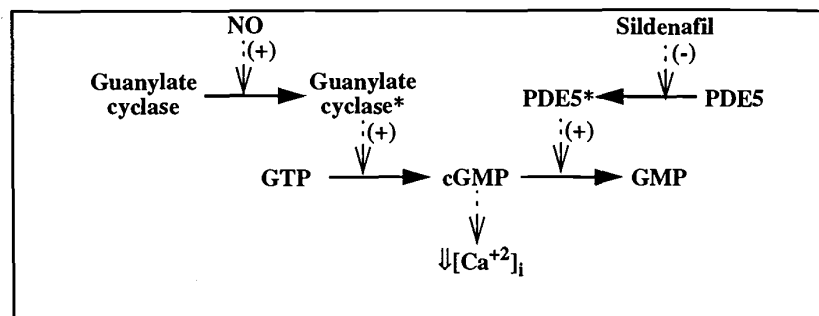 NO
Sildenafil
(+)
(-)
Guanylate
cyclase
Guanylate
cyclase*
PDE5*
PDE5
(+)
(+)
GTP
cGMP
GMP
⇓[Ca⁺²]ᵢ